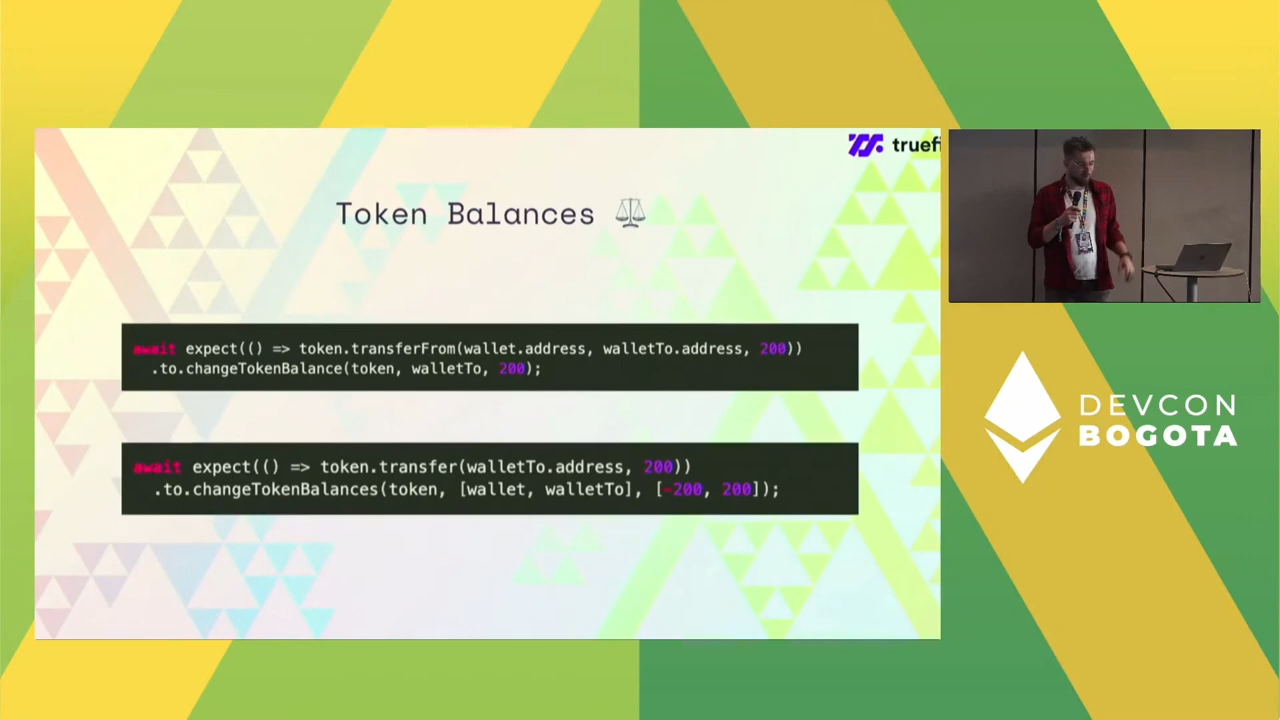 truefi
Token Balances
await expect(() => token.transferFrom(wallet.address, walletTo.address, 200))
.to.changeTokenBalance(token, walletTo, 200);
await expect(() => token.transfer(walletTo.address, 200))
.to.changeTokenBalances(token, [wallet, walletTo], [-200, 200]);
DEVCON
BOGOTA